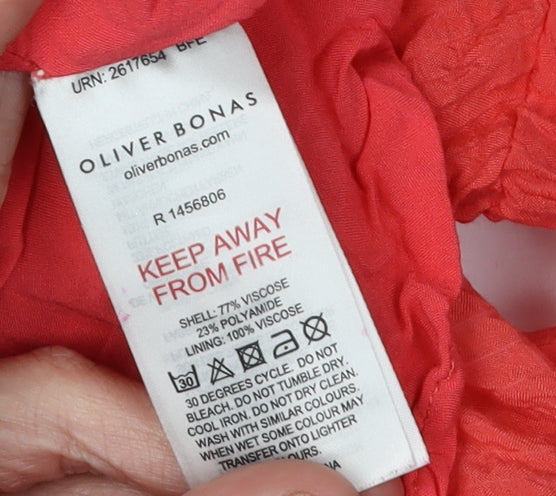 URN: 2617654 BFE
OLIVER BONAS
oliverbonas.com
R 1456806
KEEP AWAY
FROM FIRE
SHELL: 77% VISCOSE
23% POLYAMIDE
LINING: 100% VISCOSE
30
30 DEGREES CYCLE. DO NOT
BLEACH. DO NOT TUMBLE DRY.
COOL IRON. DO NOT DRY CLEAN.
WASH WITH SIMILAR COLOURS.
WHEN WET SOME COLOUR MAY
TRANSFER ONTO LIGHTER
OURS.